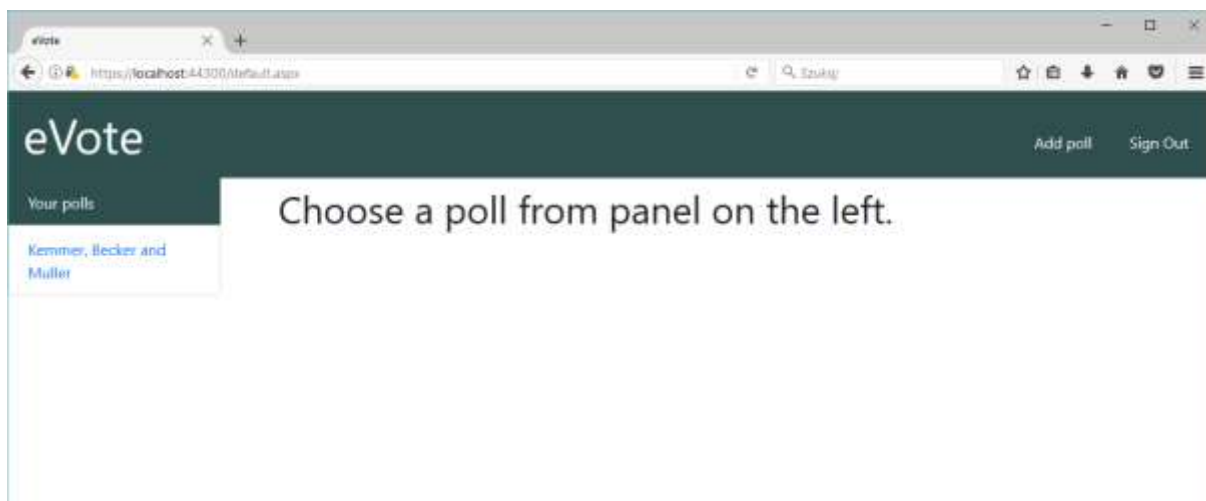 eVote
https://localhost:44300/default.aspx
Szukaj
eVote
Add poll
Sign Out
Your polls
Choose a poll from panel on the left.
Kemmer, Becker and
Muller